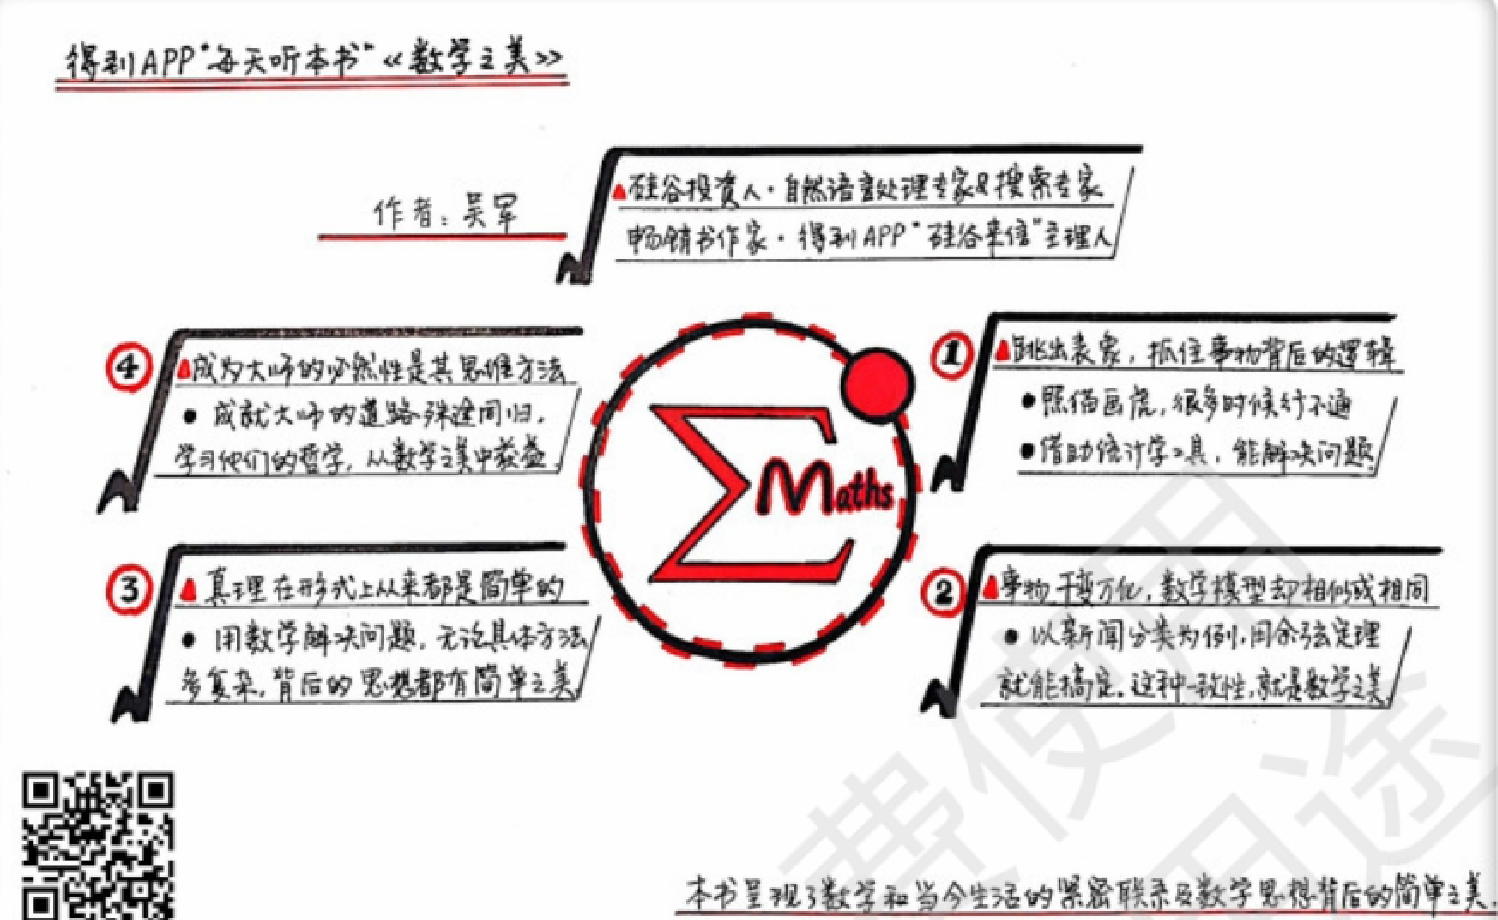 得到APP"每天听本书"《数学之美》
作者：吴军
硅谷投资人·自然语言处理专家&搜索专家
畅销书作家·得到APP"硅谷来信"主理人
① 跳出表象，抓住事物背后的逻辑
• 照猫画虎，很多时候行不通
• 借助统计学工具，能解决问题
② 事物千变万化，数学模型却相似或相同
• 以新闻分类为例，用余弦定理
就能搞定。这种一致性，就是数学之美
③ 真理在形式上从来都是简单的
• 用数学解决问题，无论具体方法
多复杂，背后的思想都有简单之美
④ 成为大师的必然性是其思维方法
• 成就大师的道路殊途同归，
学习他们的哲学，从数学之美中获益
Maths
本书呈现了数学和当今生活的紧密联系及数学思想背后的简单之美。
费使用
用途